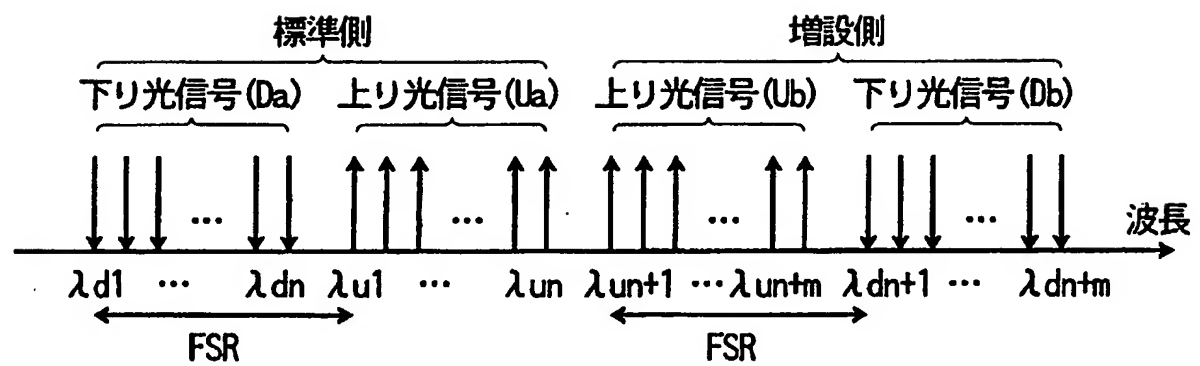 標準側 増設側
下り光信号(Da) 上り光信号(Ua) 上り光信号(Ub) 下り光信号(Db)
… … … … 波長
λd1 … λdn λu1 … λun λun+1 … λun+m λdn+1 … λdn+m
FSR FSR